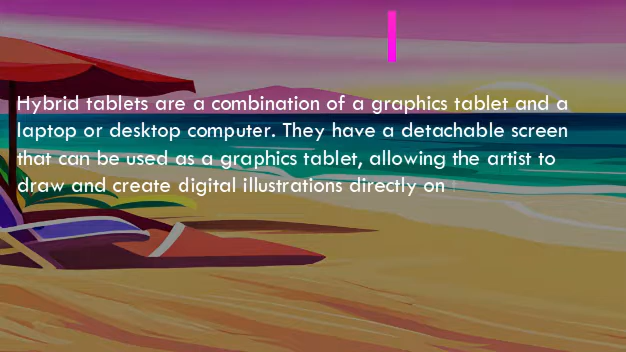 Hybrid tablets are a combination of a graphics tablet and a
laptop or desktop computer. They have a detachable screen
that can be used as a graphics tablet, allowing the artist to
draw and create digital illustrations directly on